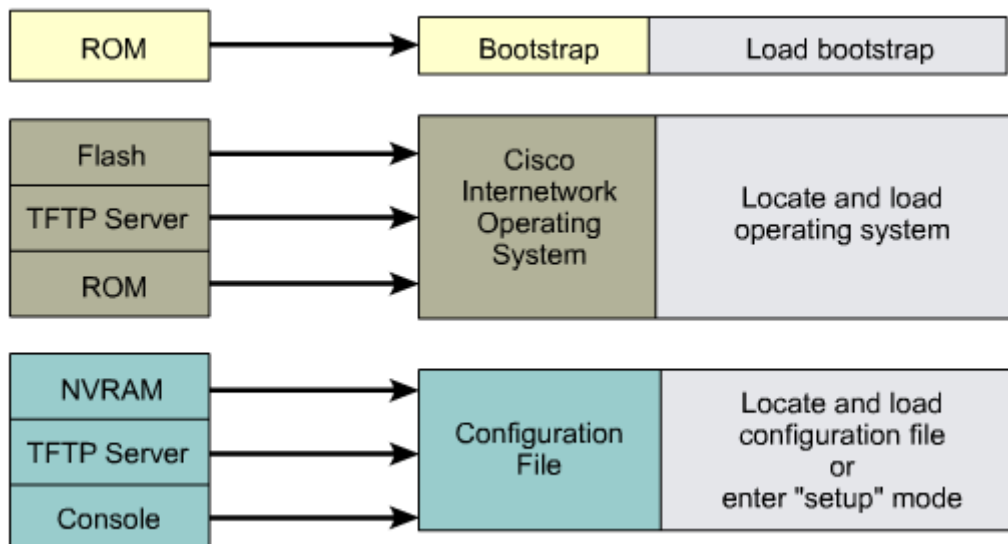 ROM
Bootstrap
Load bootstrap
Flash
TFTP Server
ROM
Cisco
Internetwork
Operating
System
Locate and load
operating system
NVRAM
TFTP Server
Console
Configuration
File
Locate and load
configuration file
or
enter "setup" mode